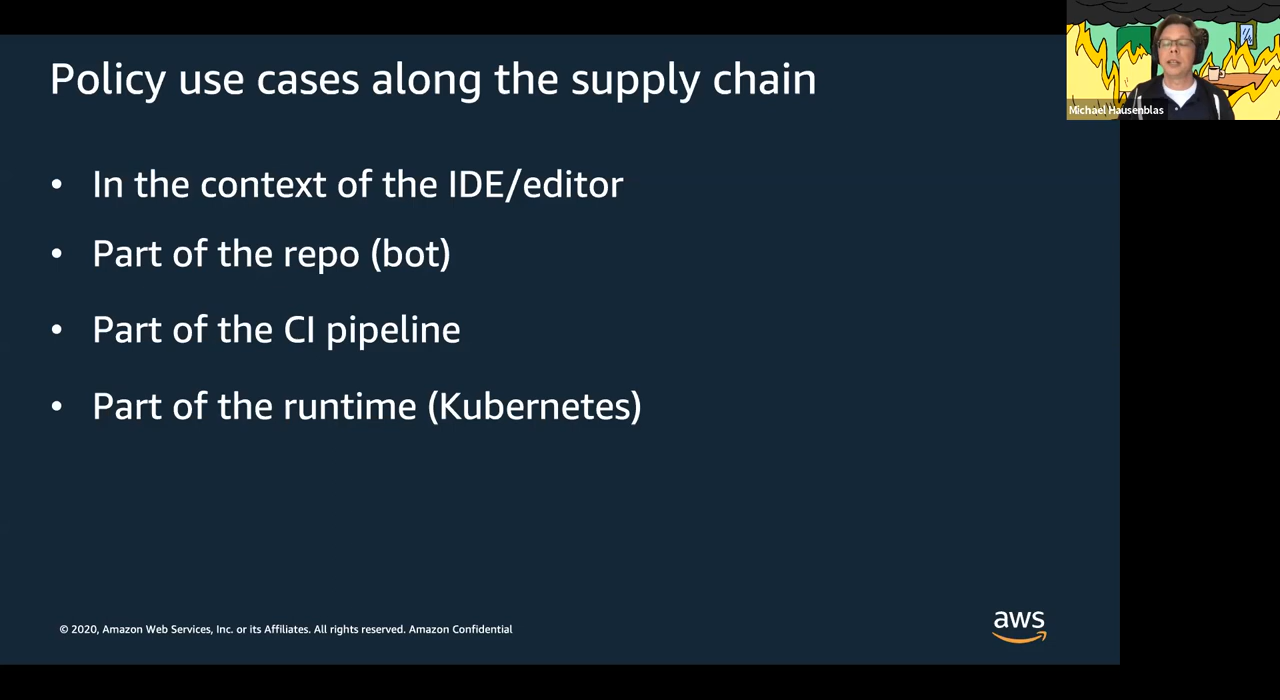 Policy use cases along the supply chain
Michael Hausenblas
• In the context of the IDE/editor
• Part of the repo (bot)
• Part of the CI pipeline
• Part of the runtime (Kubernetes)
© 2020, Amazon Web Services, Inc. or its Affiliates. All rights reserved. Amazon Confidential
aws